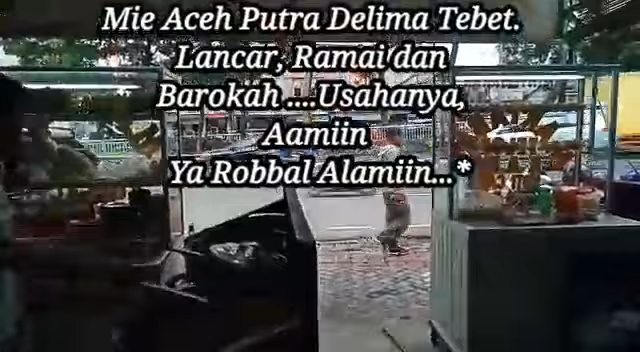 Mie Aceh Putra Delima Tebet.
Lancar, Ramai dan
Barokah ....Usahanya,
Aamiin
Ya Robbal Alamiin...*